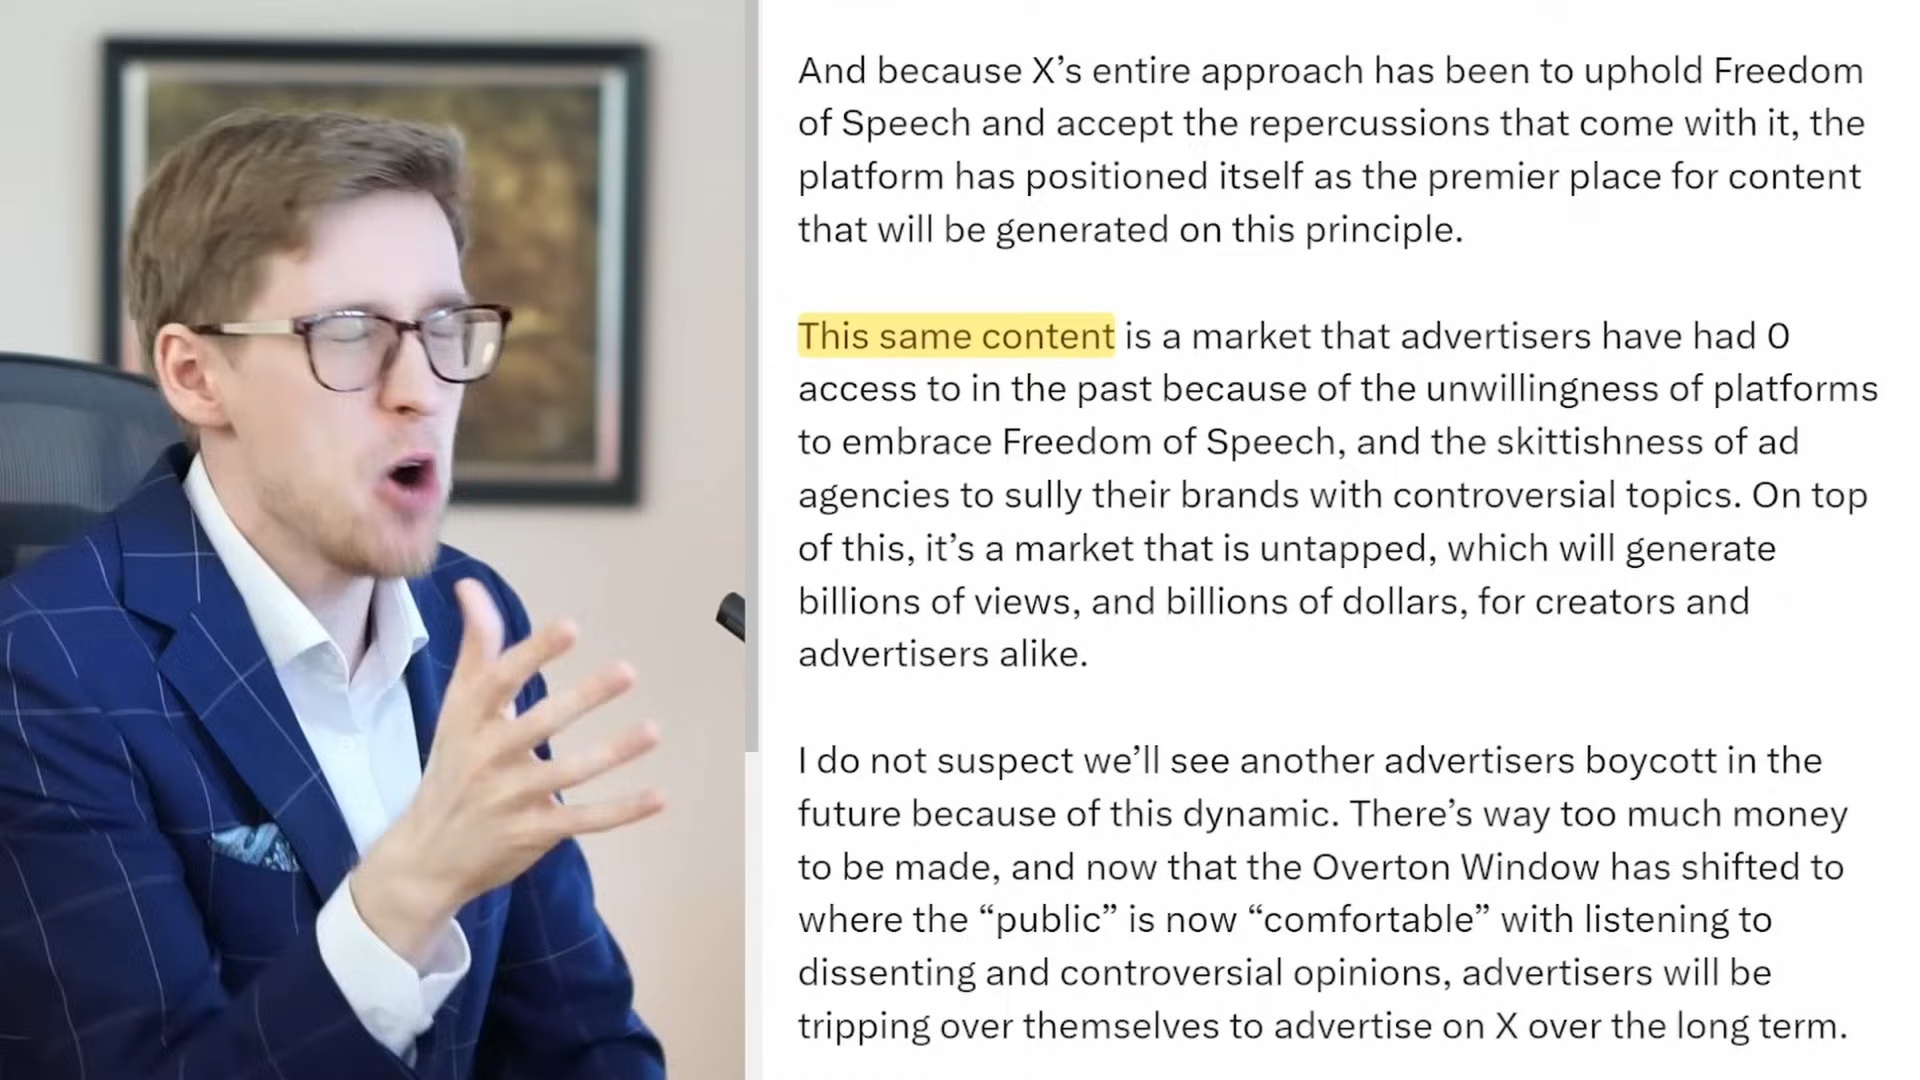 And because X’s entire approach has been to uphold Freedom
of Speech and accept the repercussions that come with it, the
platform has positioned itself as the premier place for content
that will be generated on this principle.
This same content is a market that advertisers have had 0
access to in the past because of the unwillingness of platforms
to embrace Freedom of Speech, and the skittishness of ad
agencies to sully their brands with controversial topics. On top
of this, it’s a market that is untapped, which will generate
billions of views, and billions of dollars, for creators and
advertisers alike.
I do not suspect we’ll see another advertisers boycott in the
future because of this dynamic. There’s way too much money
to be made, and now that the Overton Window has shifted to
where the “public” is now “comfortable” with listening to
dissenting and controversial opinions, advertisers will be
tripping over themselves to advertise on X over the long term.